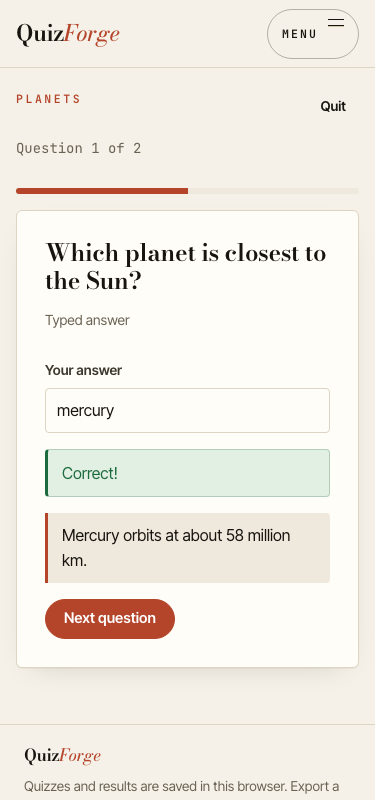 QuizForge
MENU
PLANETS
Quit
Question 1 of 2
Which planet is closest to
the Sun?
Typed answer
Your answer
mercury
Correct!
Mercury orbits at about 58 million
km.
Next question
QuizForge
Quizzes and results are saved in this browser. Export a